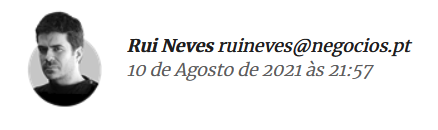 Rui Neves ruineves@negocios.pt
10 de Agosto de 2021 às 21:57